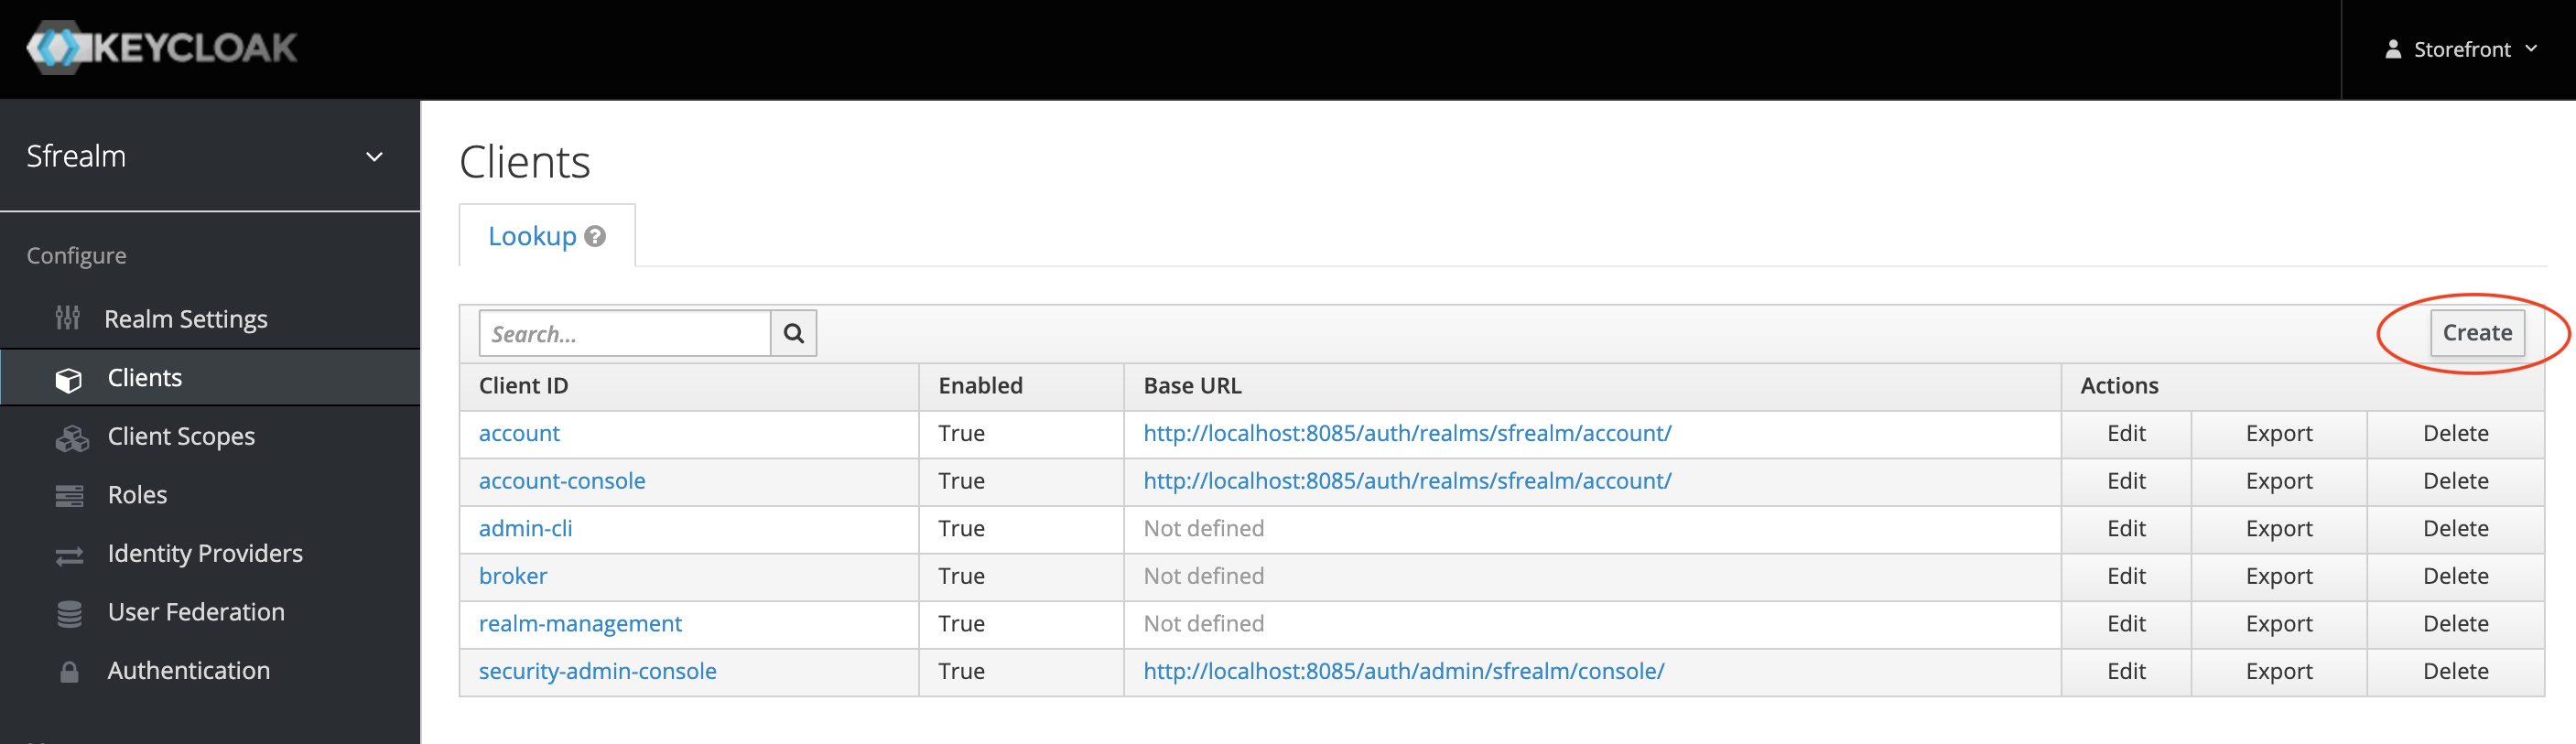 KEYCLOAK
Storefront
Sfrealm
Configure
Realm Settings
Clients
Client Scopes
Roles
Identity Providers
User Federation
Authentication
Clients
Lookup ?
Search...
Create
Client ID Enabled Base URL Actions
account True http://localhost:8085/auth/realms/sfrealm/account/ Edit Export Delete
account-console True http://localhost:8085/auth/realms/sfrealm/account/ Edit Export Delete
admin-cli True Not defined Edit Export Delete
broker True Not defined Edit Export Delete
realm-management True Not defined Edit Export Delete
security-admin-console True http://localhost:8085/auth/admin/sfrealm/console/ Edit Export Delete